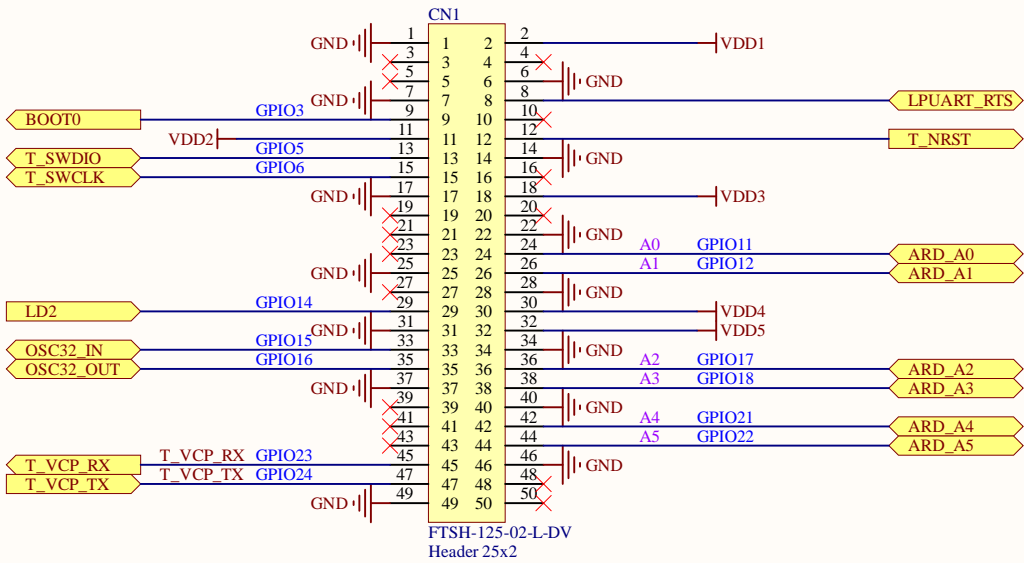 CN1
GND 1 1 2 2 VDD1
3 3 4 4
5 5 6 6 GND
GND 7 7 8 8 LPUART_RTS
BOOT0 GPIO3 9 9 10 10
VDD2 11 11 12 12 T_NRST
T_SWDIO GPIO5 13 13 14 14 GND
T_SWCLK GPIO6 15 15 16 16
GND 17 17 18 18 VDD3
19 19 20 20
21 21 22 22 GND
23 23 24 24 A0 GPIO11 ARD_A0
GND 25 25 26 26 A1 GPIO12 ARD_A1
27 27 28 28 GND
LD2 GPIO14 29 29 30 30 VDD4
GND 31 31 32 32 VDD5
OSC32_IN GPIO15 33 33 34 34 GND
OSC32_OUT GPIO16 35 35 36 36 A2 GPIO17 ARD_A2
GND 37 37 38 38 A3 GPIO18 ARD_A3
39 39 40 40 GND
41 41 42 42 A4 GPIO21 ARD_A4
43 43 44 44 A5 GPIO22 ARD_A5
T_VCP_RX T_VCP_RX GPIO23 45 45 46 46 GND
T_VCP_TX T_VCP_TX GPIO24 47 47 48 48
GND 49 49 50 50
FTSH-125-02-L-DV
Header 25x2